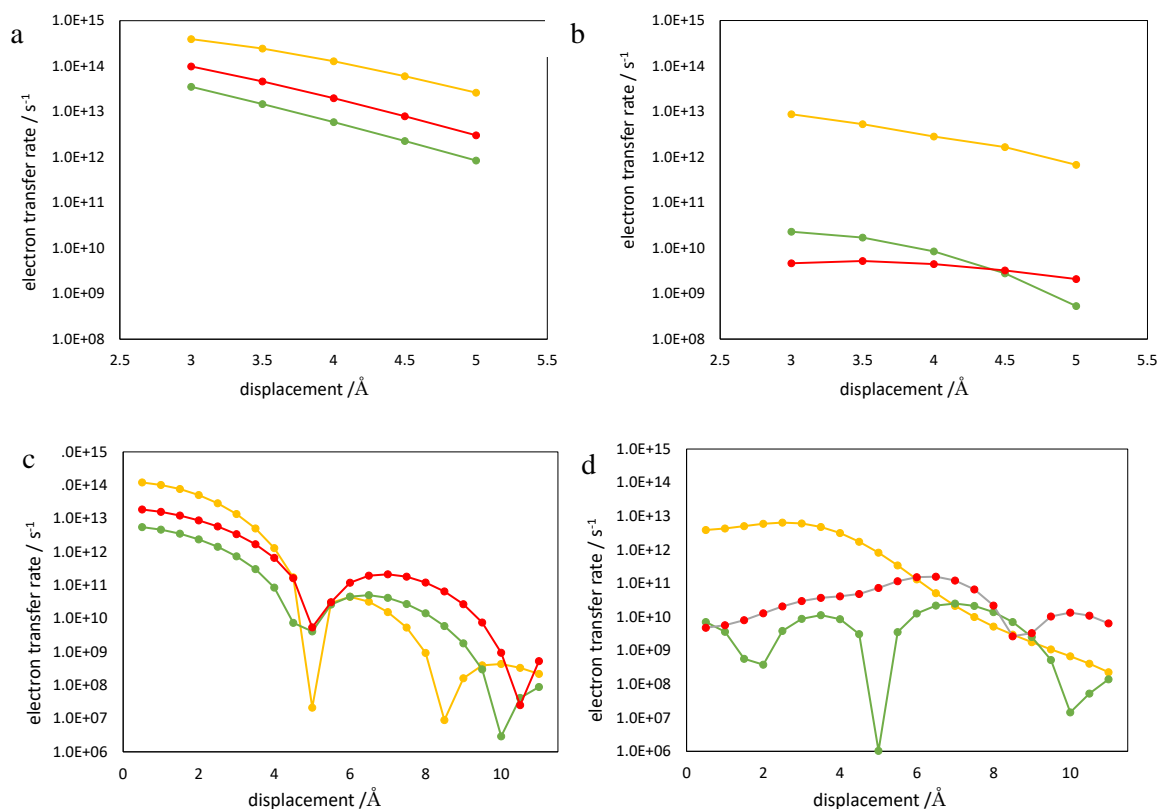 a
1.0E+15
1.0E+14
1.0E+13
1.0E+12
1.0E+11
1.0E+10
1.0E+09
1.0E+08
electron transfer rate / s⁻¹
2.5 3 3.5 4 4.5 5 5.5
displacement /Å
b
1.0E+15
1.0E+14
1.0E+13
1.0E+12
1.0E+11
1.0E+10
1.0E+09
1.0E+08
electron transfer rate / s⁻¹
2.5 3 3.5 4 4.5 5 5.5
displacement /Å
c
.0E+15
.0E+14
1.0E+13
1.0E+12
1.0E+11
1.0E+10
1.0E+09
1.0E+08
1.0E+07
1.0E+06
electron transfer rate / s⁻¹
0 2 4 6 8 10
displacement /Å
d
1.0E+15
1.0E+14
1.0E+13
1.0E+12
1.0E+11
1.0E+10
1.0E+09
1.0E+08
1.0E+07
1.0E+06
electron transfer rate / s⁻¹
0 2 4 6 8 10
displacement /Å